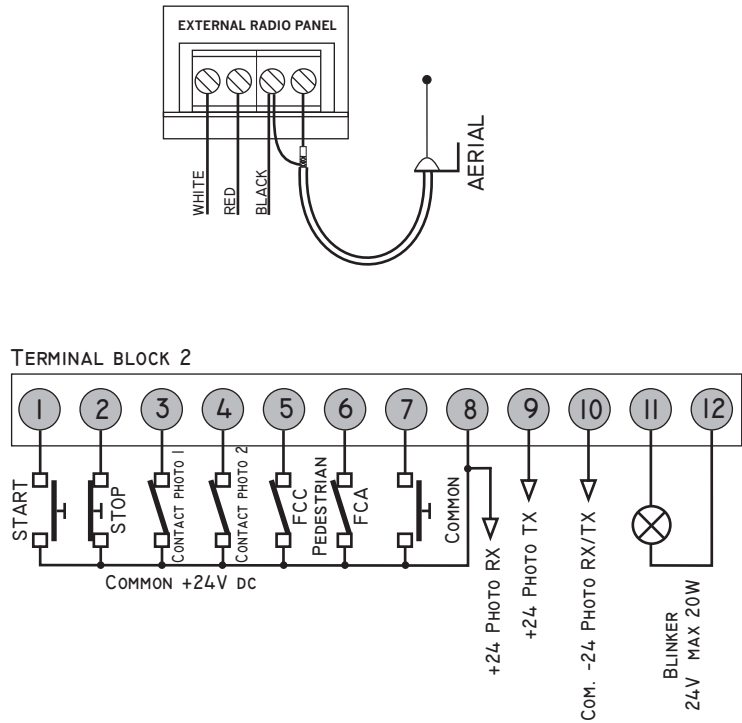 EXTERNAL RADIO PANEL
WHITE
RED
BLACK
AERIAL
TERMINAL BLOCK 2
1 2 3 4 5 6 7 8 9 10 11 12
START
STOP
CONTACT PHOTO 1
CONTACT PHOTO 2
FCC
FCA
PEDESTRIAN
COMMON
COMMON +24V DC
+24 PHOTO RX
+24 PHOTO TX
COM. -24 PHOTO RX/TX
BLINKER
24V MAX 20W